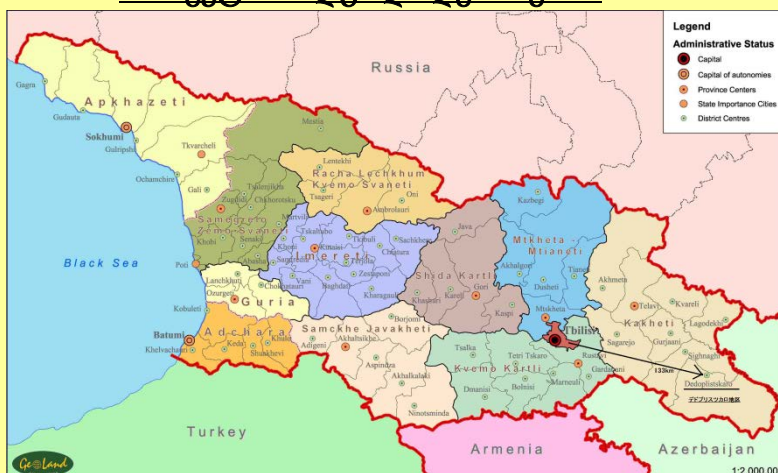 Legend
Administrative Status
Capital
Capital of autonomies
Province Centers
State Importance Cities
District Centres
Russia
Apkhazeti
Gagra
Gudauta
Sokhumi
Gulripshi
Tkvarcheli
Ochamchire
Gali
Mestia
Racha Lechkhum
Kvemo Svaneti
Lentekhi
Tsageri
Oni
Ambrolauri
Zugdidi
Chkhorotsku
Martvili
Zemo Svaneti
Khobi
Senaki
Abasha
Poti
Black Sea
Imereti
Tskaltubo
Kutaisi
Tkibuli
Sachkhere
Chiatura
Khoni
Samtredia
Terjola
Zestaponi
Vani
Baghdati
Kharagauli
Guria
Lanchkhuti
Ozurgeti
Chokhatauri
Kobuleti
Batumi
Adchara
Khelvachauri
Keda
Shuakhevi
Khulo
Shida Kartli
Java
Khashuri
Kareli
Gori
Kaspi
Mtkheta -
Mtianeti
Kazbegi
Akhalgori
Dusheti
Tianeti
Mtskheta
Tbilisi
Kakheti
Akhmeta
Telavi
Kvareli
Lagodekhi
Gurjaani
Sagarejo
Sighnaghi
Dedoplistskaro
デドプリスツカロ地区
133km
Samckhe Javakheti
Borjomi
Adigeni
Akhaltsikhe
Aspindza
Akhalkalaki
Ninotsminda
Kvemo Kartli
Tsalka
Tetri Tskaro
Rustavi
Gardabani
Marneuli
Bolnisi
Dmanisi
Turkey
Armenia
Azerbaijan
GeoLand